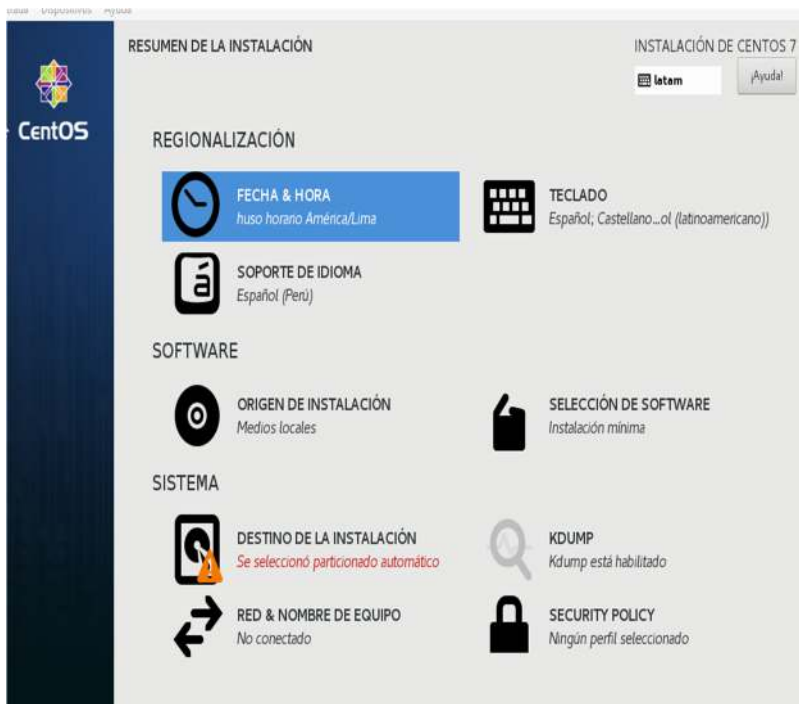 Dispositivos Ayuda
RESUMEN DE LA INSTALACIÓN
INSTALACIÓN DE CENTOS 7
latam
¡Ayuda!
CentOS
REGIONALIZACIÓN
FECHA & HORA
huso horario América/Lima
TECLADO
Español; Castellano...ol (latinoamericano))
SOPORTE DE IDIOMA
Español (Perú)
SOFTWARE
ORIGEN DE INSTALACIÓN
Medios locales
SELECCIÓN DE SOFTWARE
Instalación mínima
SISTEMA
DESTINO DE LA INSTALACIÓN
Se seleccionó particionado automático
KDUMP
Kdump está habilitado
RED & NOMBRE DE EQUIPO
No conectado
SECURITY POLICY
Ningún perfil seleccionado